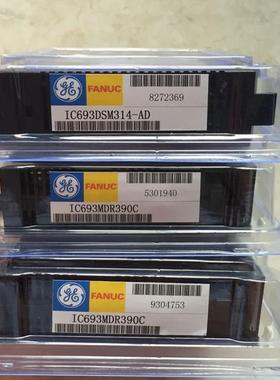 GE
FANUC
8272369
IC693DSM314-AD
GE
FANUC
5301940
IC693MDR390C
GE
FANUC
9304753
IC693MDR390C